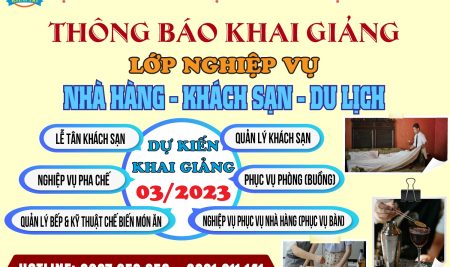 THÔNG BÁO KHAI GIẢNG
LỚP NGHIỆP VỤ
NHÀ HÀNG - KHÁCH SẠN - DU LỊCH
LỄ TÂN KHÁCH SẠN
QUẢN LÝ KHÁCH SẠN
DỰ KIẾN
KHAI GIẢNG
03/2023
NGHIỆP VỤ PHA CHẾ
PHỤC VỤ PHÒNG (BUỒNG)
QUẢN LÝ BẾP & KỸ THUẬT CHẾ BIẾN MÓN ĂN
NGHIỆP VỤ PHỤC VỤ NHÀ HÀNG (PHỤC VỤ BÀN)
HOTLINE: